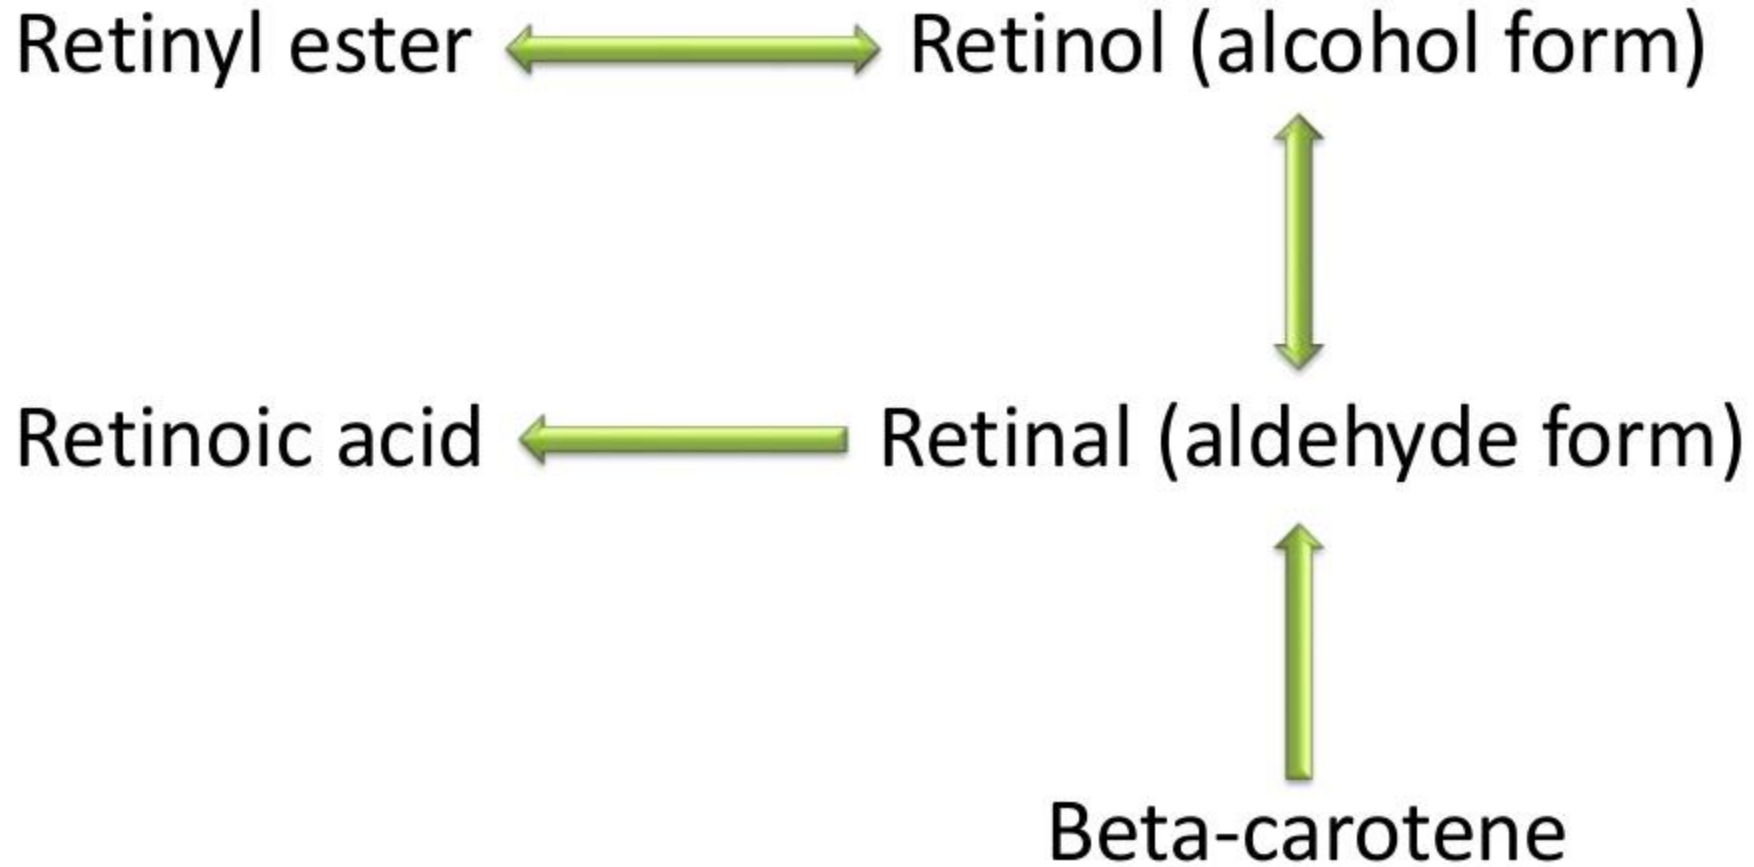 Retinyl ester
Retinol (alcohol form)
Retinoic acid
Retinal (aldehyde form)
Beta-carotene